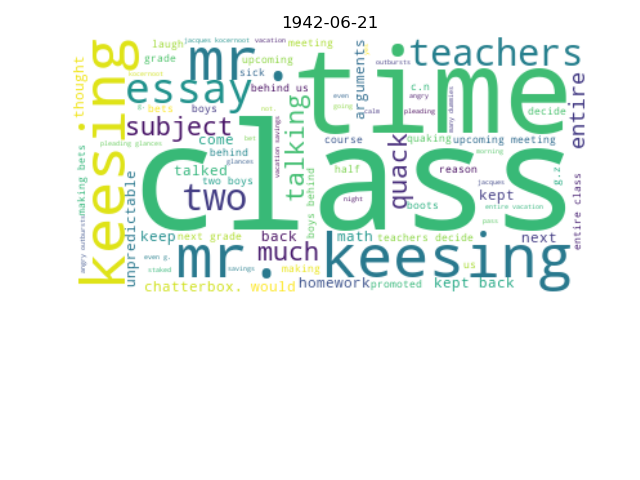 1942-06-21
jacques kocernoot vacation
laugh
meeting
mr.
teachers
grade
upcoming
outbursts
kocernoot
sick
time
keesing
thought
essay
behind us
arguments
even
c.n
angry
going
entire
bets
boys
not.
calm
pleading
many dummies
decide
subject
come
bet
pleading glances
talking
vacation savings
course
quaking
upcoming meeting
behind
glances
morning
class
talked
half
quack
reason
g.z
making bets
unpredictable
two boys
two
boys behind
night
jacques
kept
boots
entire vacation
pass
entire class
angry outbursts
g.
keep
next grade
back
math
teachers decide
next
mr. keesing
much
even g.
us
staked
savings
making
chatterbox.
would
homework
promoted
kept back